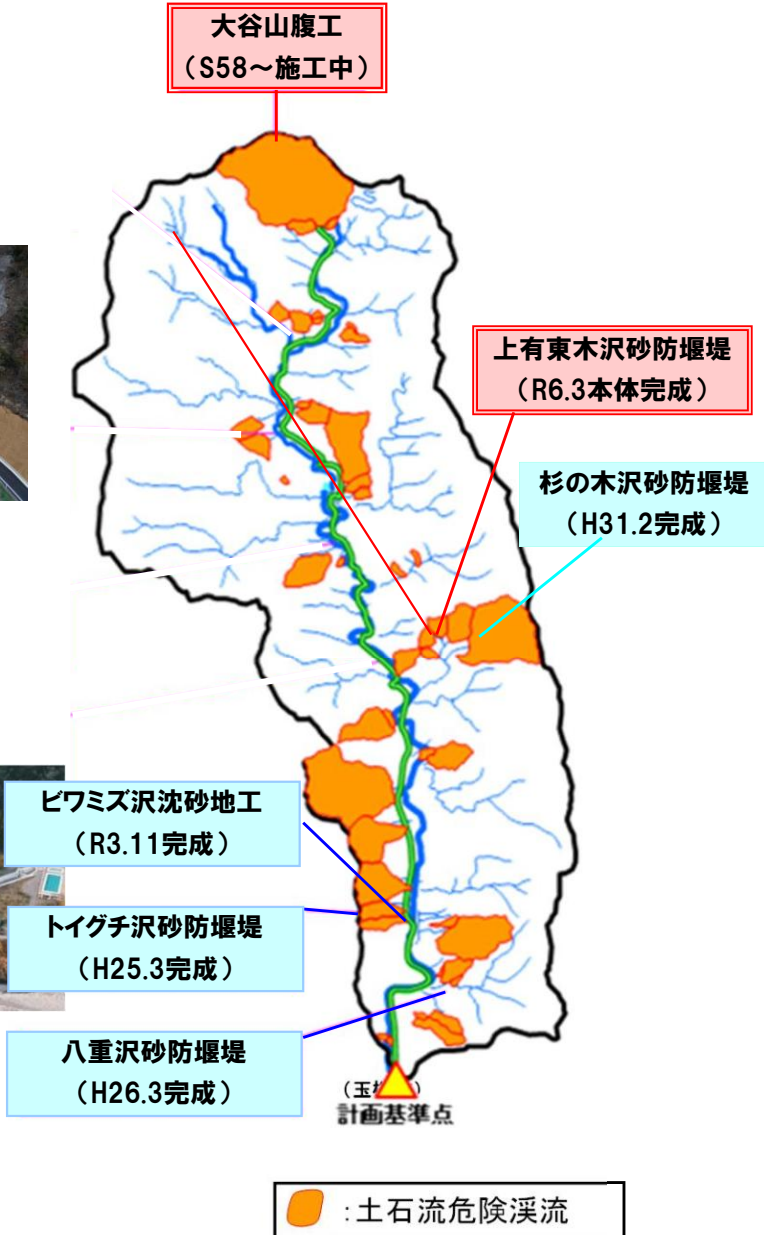 大谷山腹工
（S58～施工中）
上有東木沢砂防堰堤
（R6.3本体完成）
杉の木沢砂防堰堤
（H31.2完成）
ビワミズ沢沈砂地工
（R3.11完成）
トイグチ沢砂防堰堤
（H25.3完成）
八重沢砂防堰堤
（H26.3完成）
（玉
計画基準点
：土石流危険渓流